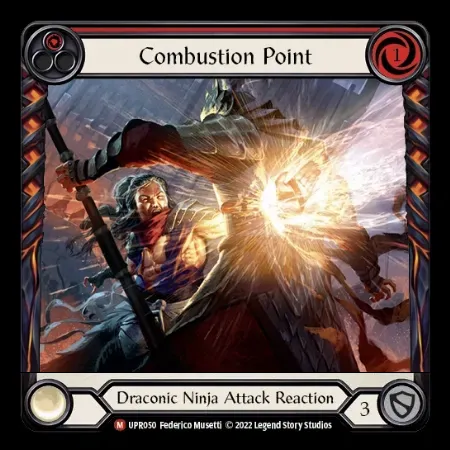 Combustion Point
1
Draconic Ninja Attack Reaction
3
M UPR050 Federico Musetti © 2022 Legend Story Studios